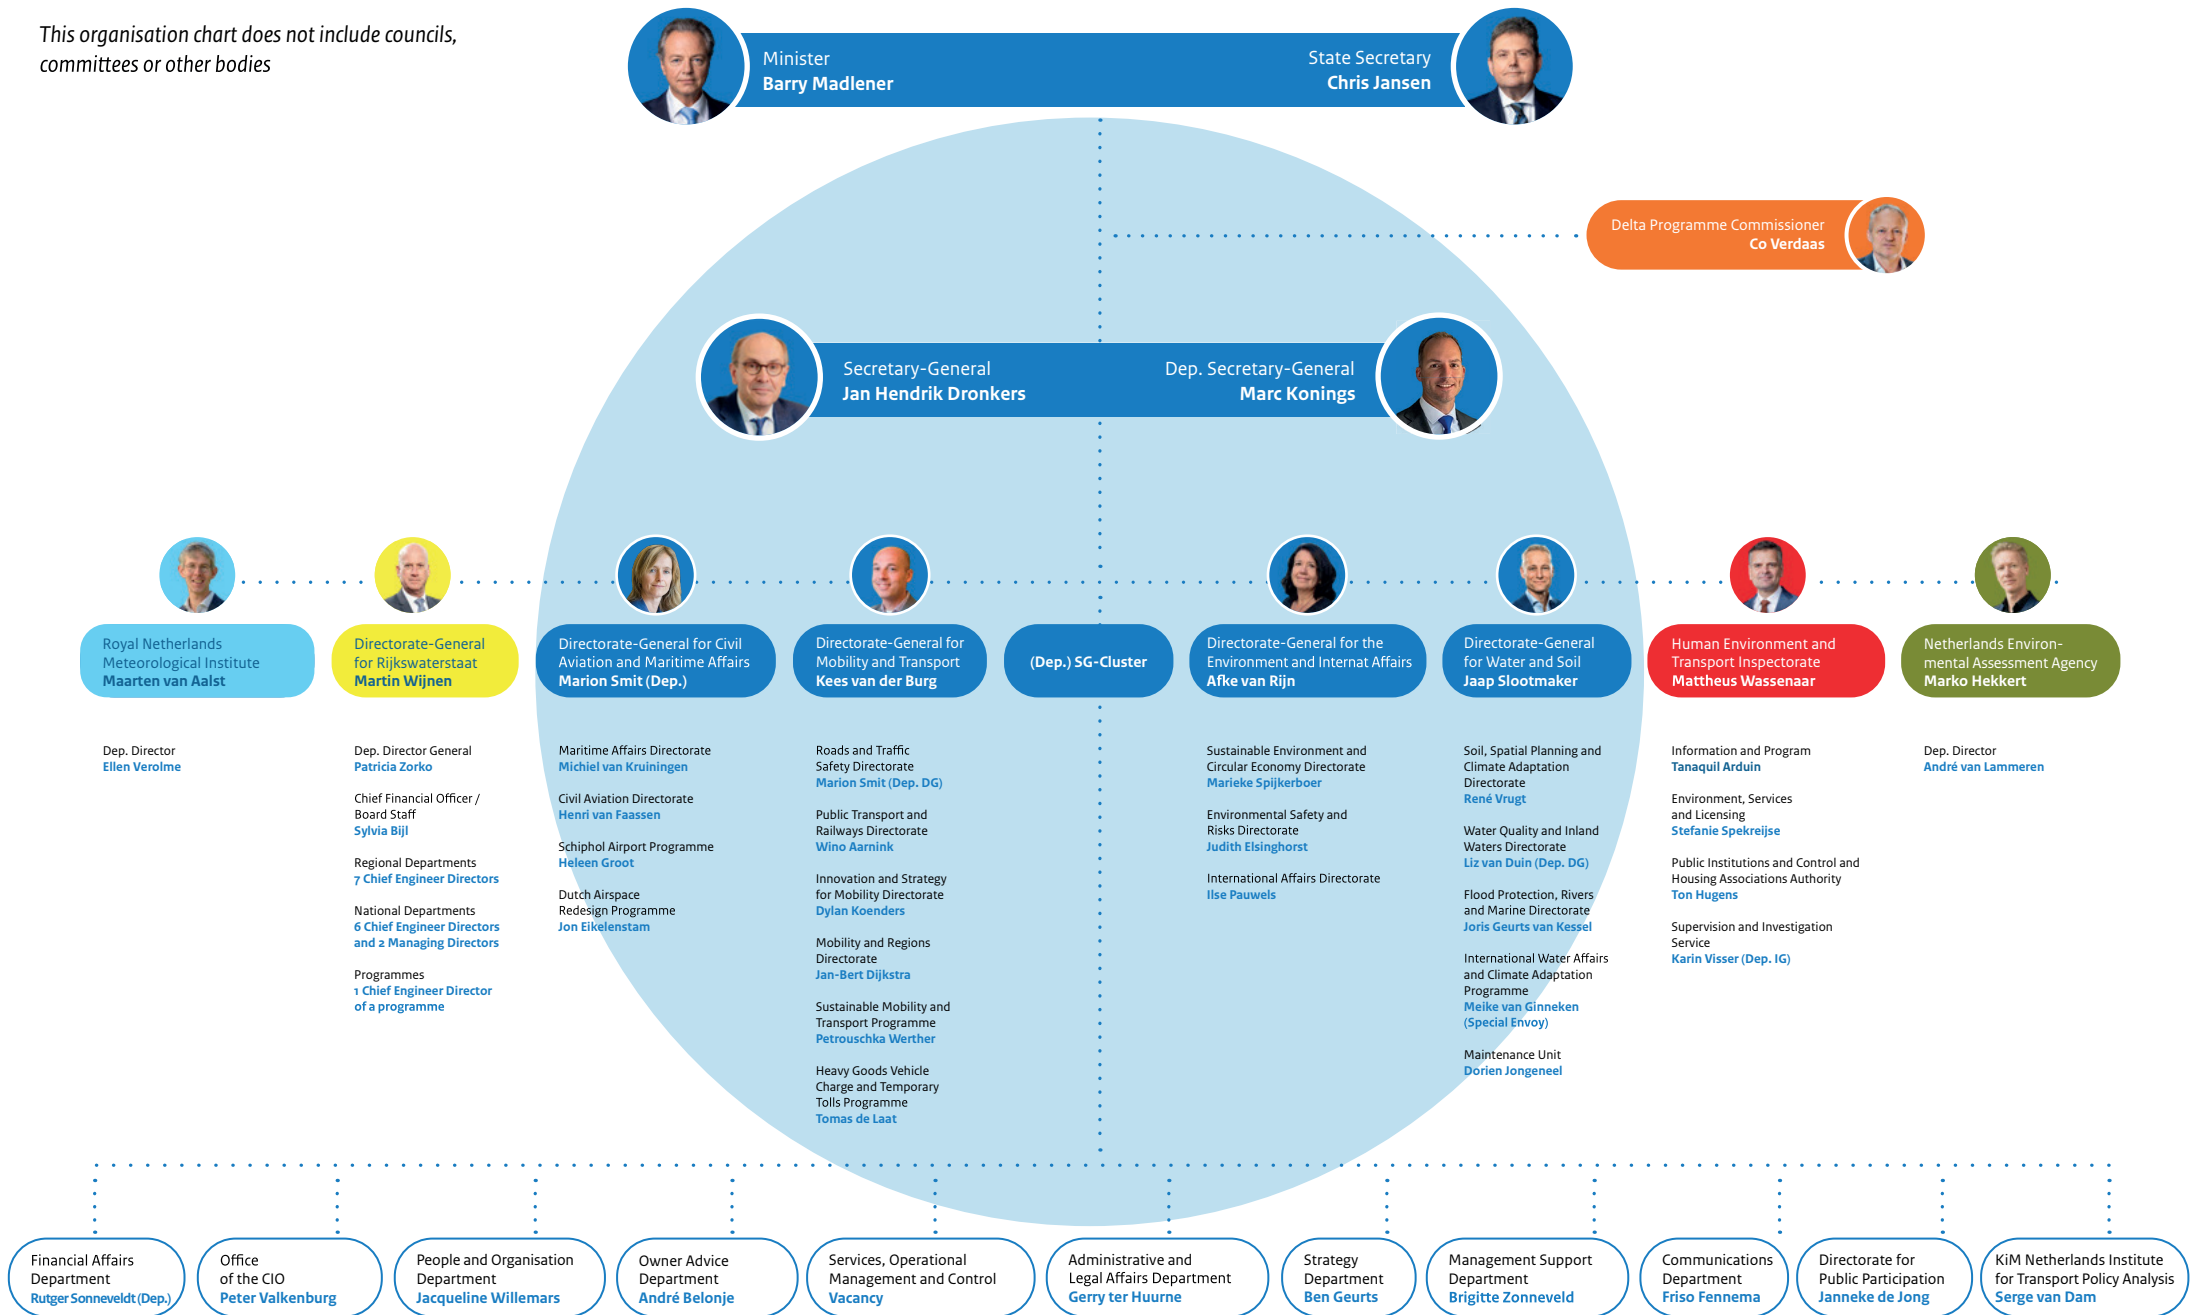 This organisation chart does not include councils,
committees or other bodies
Minister
Barry Madlener
State Secretary
Chris Jansen
Delta Programme Commissioner
Co Verdaas
Secretary-General
Jan Hendrik Dronkers
Dep. Secretary-General
Marc Konings
Royal Netherlands
Meteorological Institute
Maarten van Aalst
Dep. Director
Ellen Verolme
Directorate-General
for Rijkswaterstaat
Martin Wijnen
Dep. Director General
Patricia Zorko
Chief Financial Officer /
Board Staff
Sylvia Bijl
Regional Departments
7 Chief Engineer Directors
National Departments
6 Chief Engineer Directors
and 2 Managing Directors
Programmes
1 Chief Engineer Director
of a programme
Directorate-General for Civil
Aviation and Maritime Affairs
Marion Smit (Dep.)
Maritime Affairs Directorate
Michiel van Kruiningen
Civil Aviation Directorate
Henri van Faassen
Schiphol Airport Programme
Heleen Groot
Dutch Airspace
Redesign Programme
Jon Eikelenstam
Directorate-General for
Mobility and Transport
Kees van der Burg
Roads and Traffic
Safety Directorate
Marion Smit (Dep. DG)
Public Transport and
Railways Directorate
Wino Aarnink
Innovation and Strategy
for Mobility Directorate
Dylan Koenders
Mobility and Regions
Directorate
Jan-Bert Dijkstra
Sustainable Mobility and
Transport Programme
Petrouschka Werther
Heavy Goods Vehicle
Charge and Temporary
Tolls Programme
Tomas de Laat
(Dep.) SG-Cluster
Directorate-General for the
Environment and Internat Affairs
Afke van Rijn
Sustainable Environment and
Circular Economy Directorate
Marieke Spijkerboer
Environmental Safety and
Risks Directorate
Judith Elsinghorst
International Affairs Directorate
Ilse Pauwels
Directorate-General
for Water and Soil
Jaap Slootmaker
Soil, Spatial Planning and
Climate Adaptation
Directorate
René Vrugt
Water Quality and Inland
Waters Directorate
Liz van Duin (Dep. DG)
Flood Protection, Rivers
and Marine Directorate
Joris Geurts van Kessel
International Water Affairs
and Climate Adaptation
Programme
Meike van Ginneken
(Special Envoy)
Maintenance Unit
Dorien Jongeneel
Human Environment and
Transport Inspectorate
Mattheus Wassenaar
Information and Program
Tanaquil Arduin
Environment, Services
and Licensing
Stefanie Spekreijse
Public Institutions and Control and
Housing Associations Authority
Ton Hugens
Supervision and Investigation
Service
Karin Visser (Dep. IG)
Netherlands Environ-
mental Assessment Agency
Marko Hekkert
Dep. Director
André van Lammeren
Financial Affairs
Department
Rutger Sonneveldt (Dep.)
Office
of the CIO
Peter Valkenburg
People and Organisation
Department
Jacqueline Willemars
Owner Advice
Department
André Belonje
Services, Operational
Management and Control
Vacancy
Administrative and
Legal Affairs Department
Gerry ter Huurne
Strategy
Department
Ben Geurts
Management Support
Department
Brigitte Zonneveld
Communications
Department
Friso Fennema
Directorate for
Public Participation
Janneke de Jong
KiM Netherlands Institute
for Transport Policy Analysis
Serge van Dam